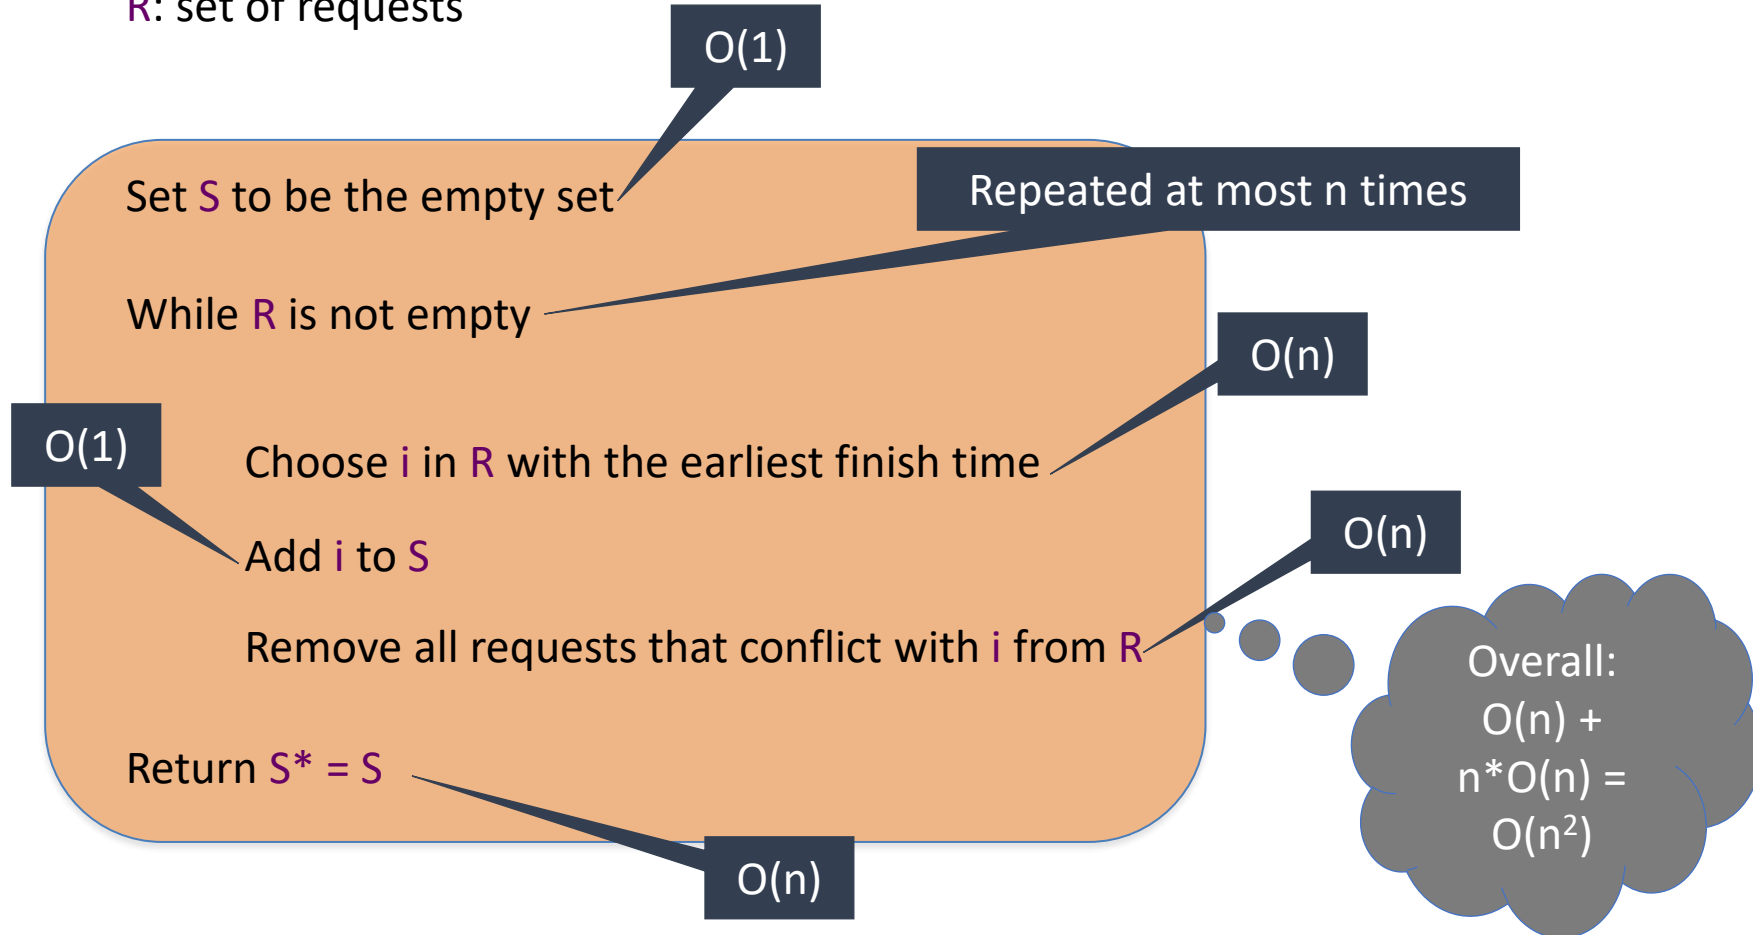 R: set of requests
O(1)
Set S to be the empty set
Repeated at most n times
While R is not empty
O(n)
O(1)
Choose i in R with the earliest finish time
O(n)
Add i to S
Remove all requests that conflict with i from R
Overall:
O(n) +
n*O(n) =
O(n²)
Return S* = S
O(n)